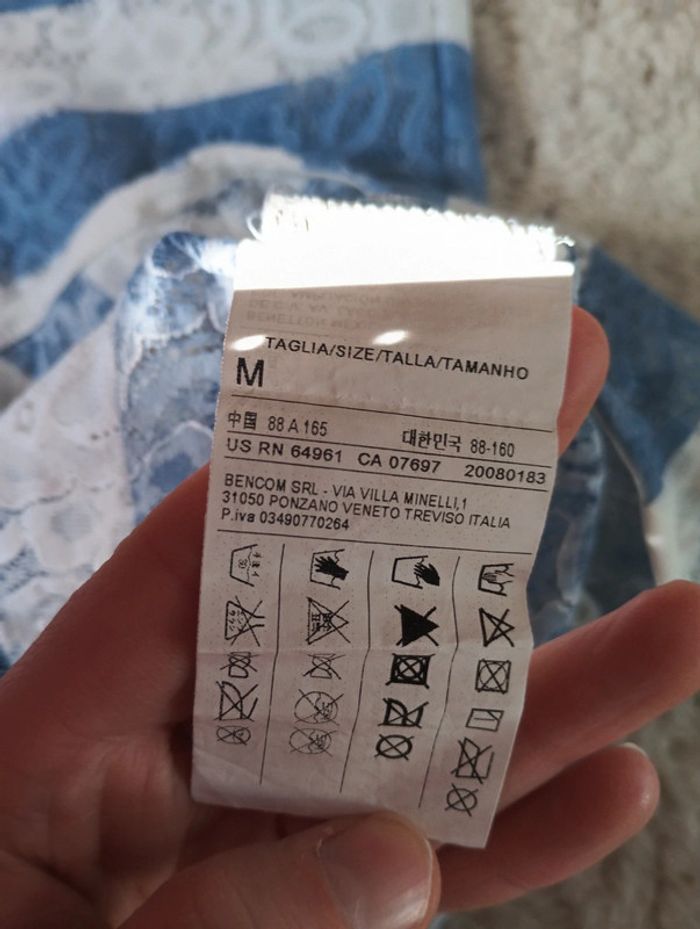 TAGLIA/SIZE/TALLA/TAMANHO
M
中国 88 A 165 대한민국 88-160
US RN 64961 CA 07697 20080183
BENCOM SRL - VIA VILLA MINELLI,1
31050 PONZANO VENETO TREVISO ITALIA
P.iva 03490770264